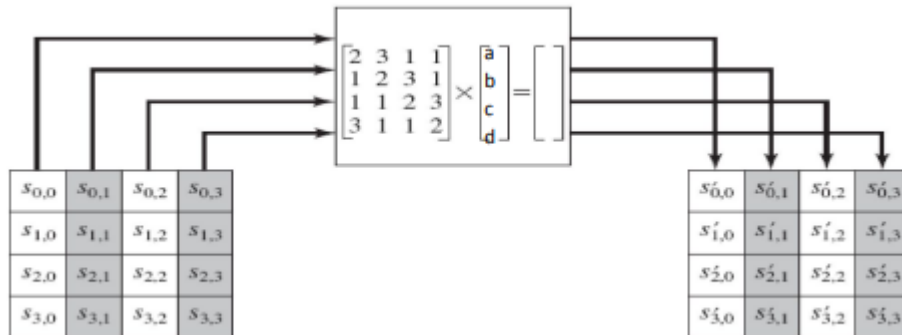 2 3 1 1 a
1 2 3 1 × b =
1 1 2 3 c
3 1 1 2 d
s0,0 s0,1 s0,2 s0,3 s′0,0 s′0,1 s′0,2 s′0,3
s1,0 s1,1 s1,2 s1,3 s′1,0 s′1,1 s′1,2 s′1,3
s2,0 s2,1 s2,2 s2,3 s′2,0 s′2,1 s′2,2 s′2,3
s3,0 s3,1 s3,2 s3,3 s′3,0 s′3,1 s′3,2 s′3,3